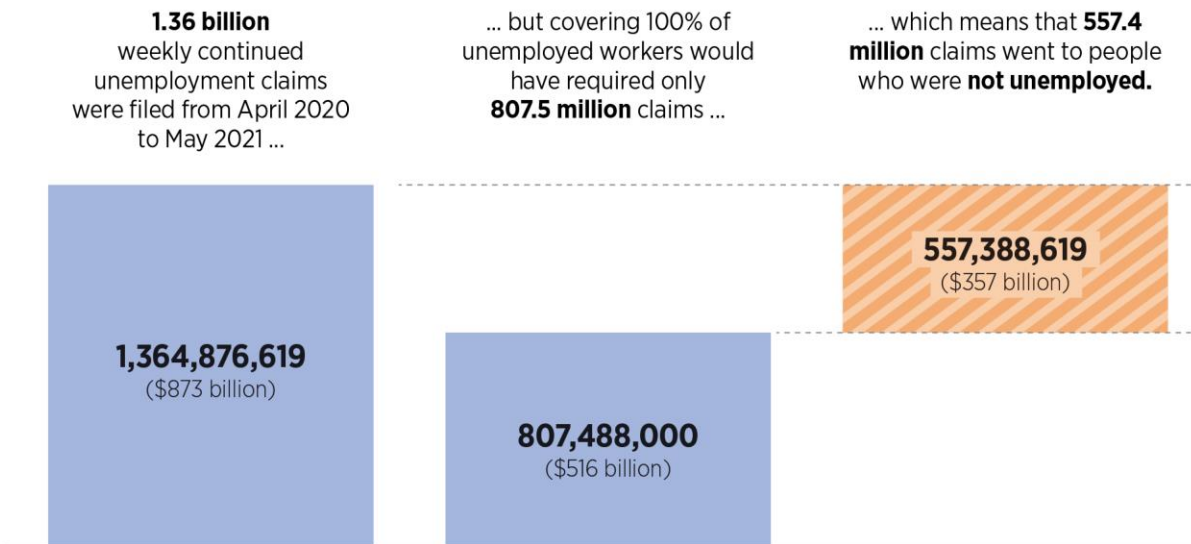 1.36 billion
weekly continued
unemployment claims
were filed from April 2020
to May 2021 ...
... but covering 100% of
unemployed workers would
have required only
807.5 million claims ...
... which means that 557.4
million claims went to people
who were not unemployed.
1,364,876,619
($873 billion)
807,488,000
($516 billion)
557,388,619
($357 billion)